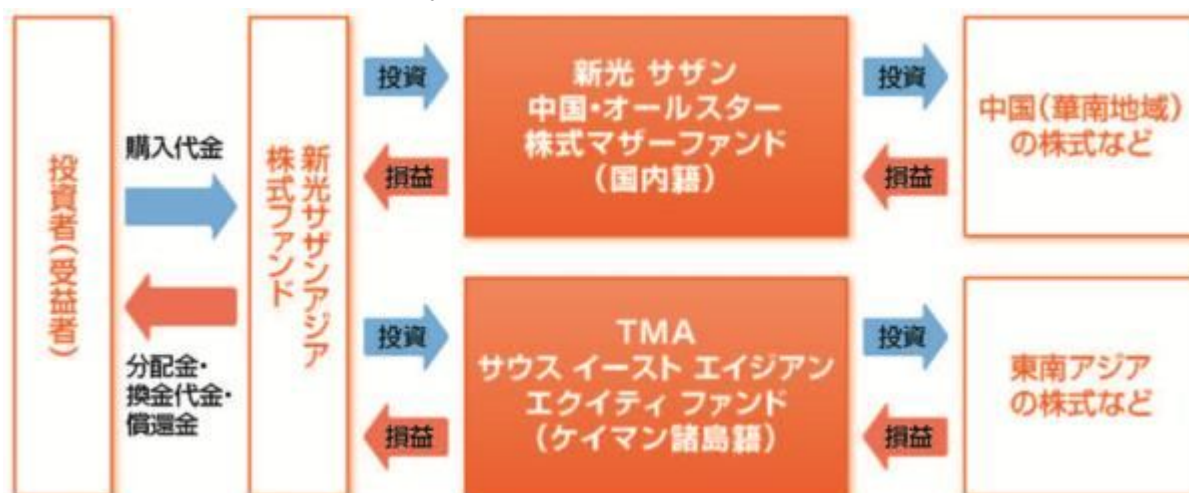 投資者(受益者)
購入代金
分配金・
換金代金・
償還金
新光サザンアジア
株式ファンド
投資
損益
新光 サザン
中国・オールスター
株式マザーファンド
(国内籍)
投資
損益
中国(華南地域)
の株式など
投資
損益
TMA
サウス イースト エイジアン
エクイティ ファンド
(ケイマン諸島籍)
投資
損益
東南アジア
の株式など